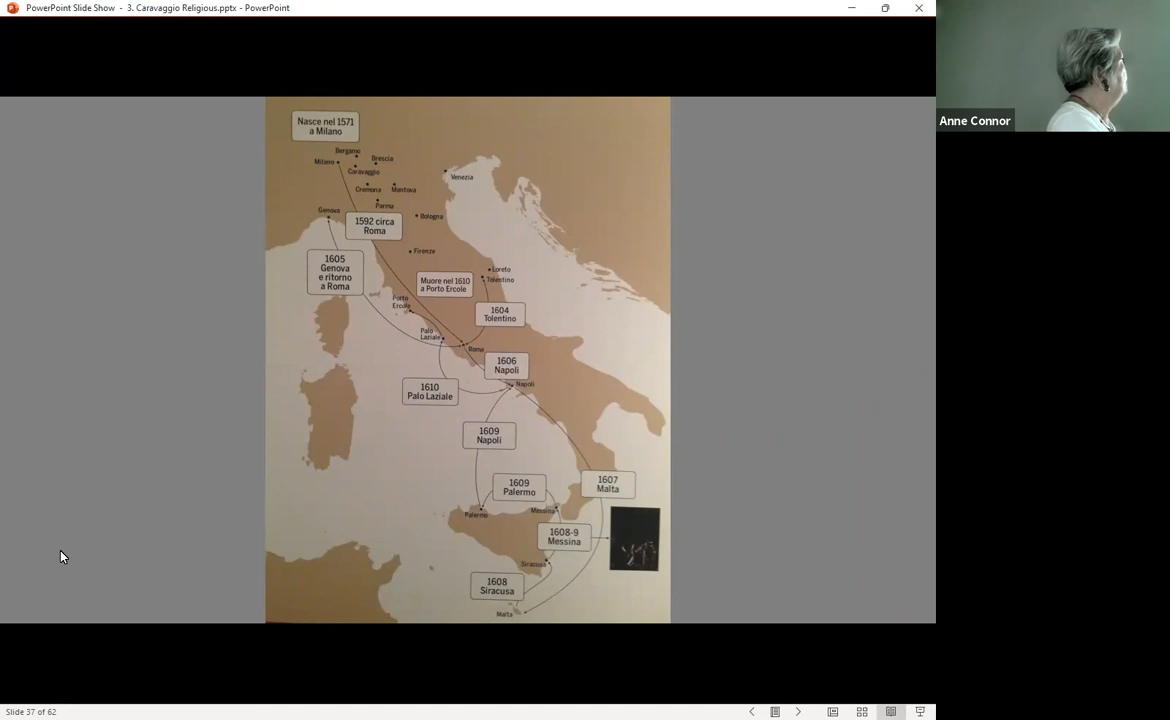 PowerPoint Slide Show - 3. Caravaggio Religious.pptx - PowerPoint
Anne Connor
Nasce nel 1571
a Milano
Bergamo
Brescia
Milano
Caravaggio
Cremona
Mantova
Venezia
Parma
Genova
Bologna
1592 circa
Roma
Firenze
1605
Genova
e ritorno
a Roma
Loreto
Tolentino
Muore nel 1610
a Porto Ercole
Porto
Ercole
1604
Tolentino
Palo
Laziale
Roma
1606
Napoli
Napoli
1610
Palo Laziale
1609
Napoli
1607
Malta
1609
Palermo
Palermo
Messina
1608-9
Messina
Siracusa
1608
Siracusa
Malta
Slide 37 of 62